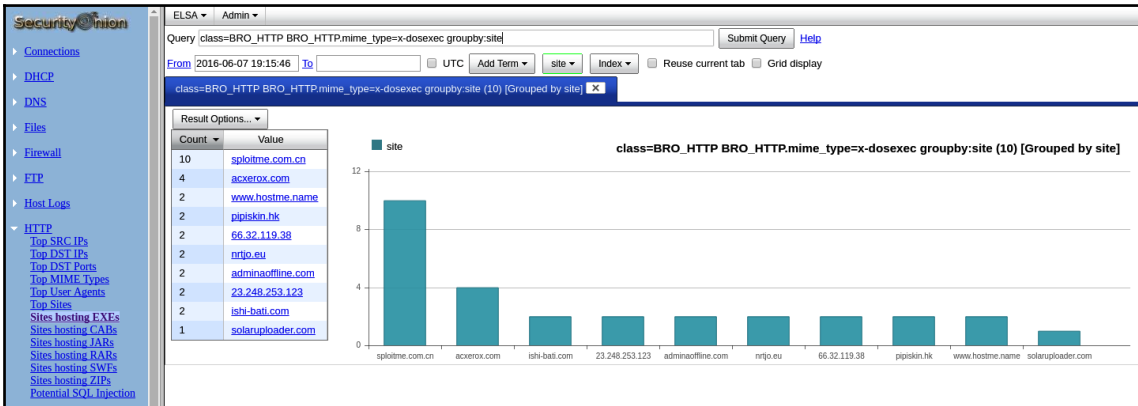 SecurityOnion
Connections
DHCP
DNS
Files
Firewall
FTP
Host Logs
HTTP
Top SRC IPs
Top DST IPs
Top DST Ports
Top MIME Types
Top User Agents
Top Sites
Sites hosting EXEs
Sites hosting CABs
Sites hosting JARs
Sites hosting RARs
Sites hosting SWFs
Sites hosting ZIPs
Potential SQL Injection
ELSA Admin
Query class=BRO_HTTP BRO_HTTP.mime_type=x-dosexec groupby:site Submit Query Help
From 2016-06-07 19:15:46 To UTC Add Term site Index Reuse current tab Grid display
class=BRO_HTTP BRO_HTTP.mime_type=x-dosexec groupby:site (10) [Grouped by site] X
Result Options...
Count Value
10 sploitme.com.cn
4 acxerox.com
2 www.hostme.name
2 pipiskin.hk
2 66.32.119.38
2 nrtjo.eu
2 adminaoffline.com
2 23.248.253.123
2 ishi-bati.com
1 solaruploader.com
site
class=BRO_HTTP BRO_HTTP.mime_type=x-dosexec groupby:site (10) [Grouped by site]
12
8
4
0
sploitme.com.cn acxerox.com ishi-bati.com 23.248.253.123 adminaoffline.com nrtjo.eu 66.32.119.38 pipiskin.hk www.hostme.name solaruploader.com